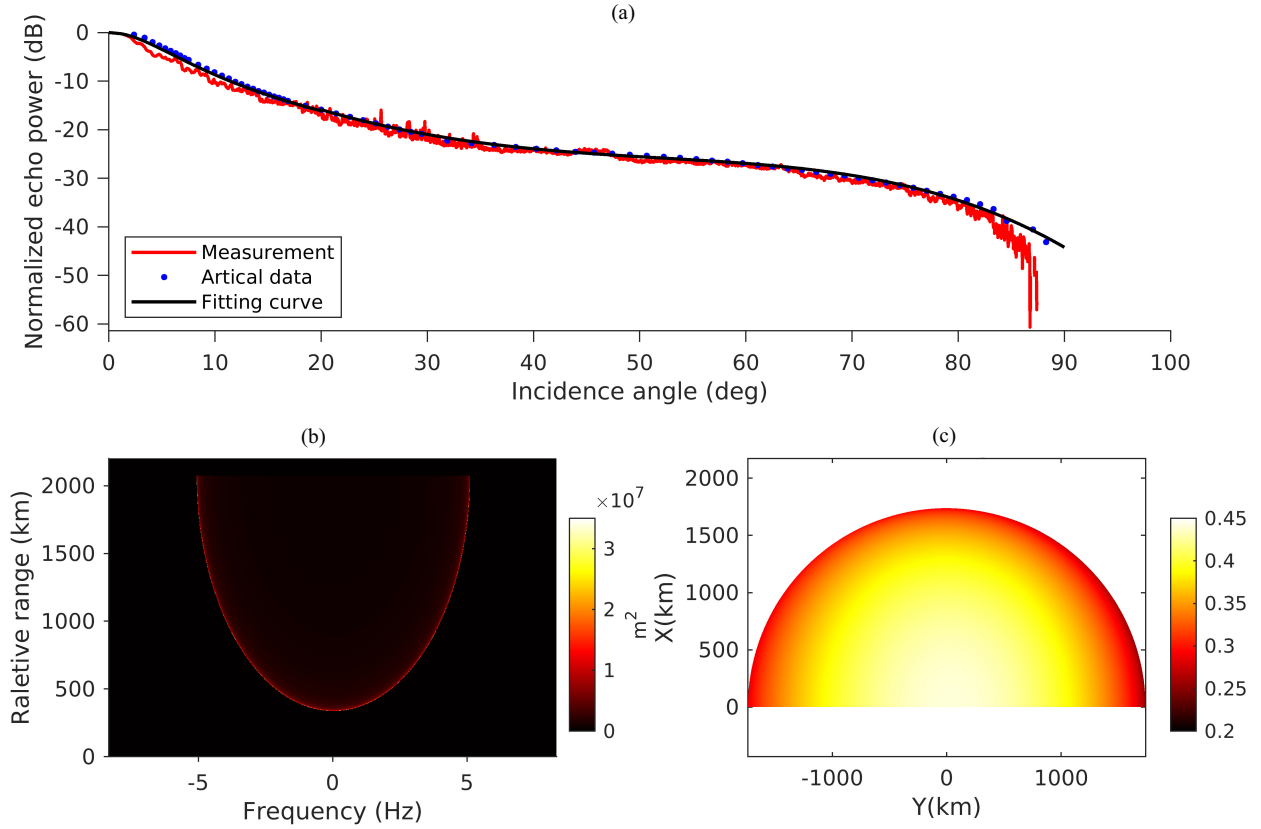 (a)
Normalized echo power (dB)
0
-10
-20
-30
-40
-50
-60
Measurement
Artical data
Fitting curve
0 10 20 30 40 50 60 70 80 90 100
Incidence angle (deg)
(b)
Raletive range (km)
2000
1500
1000
500
0
-5 0 5
Frequency (Hz)
×10⁷
3
2
1
0
m²
(c)
X(km)
2000
1500
1000
500
0
-1000 0 1000
Y(km)
0.45
0.4
0.35
0.3
0.25
0.2